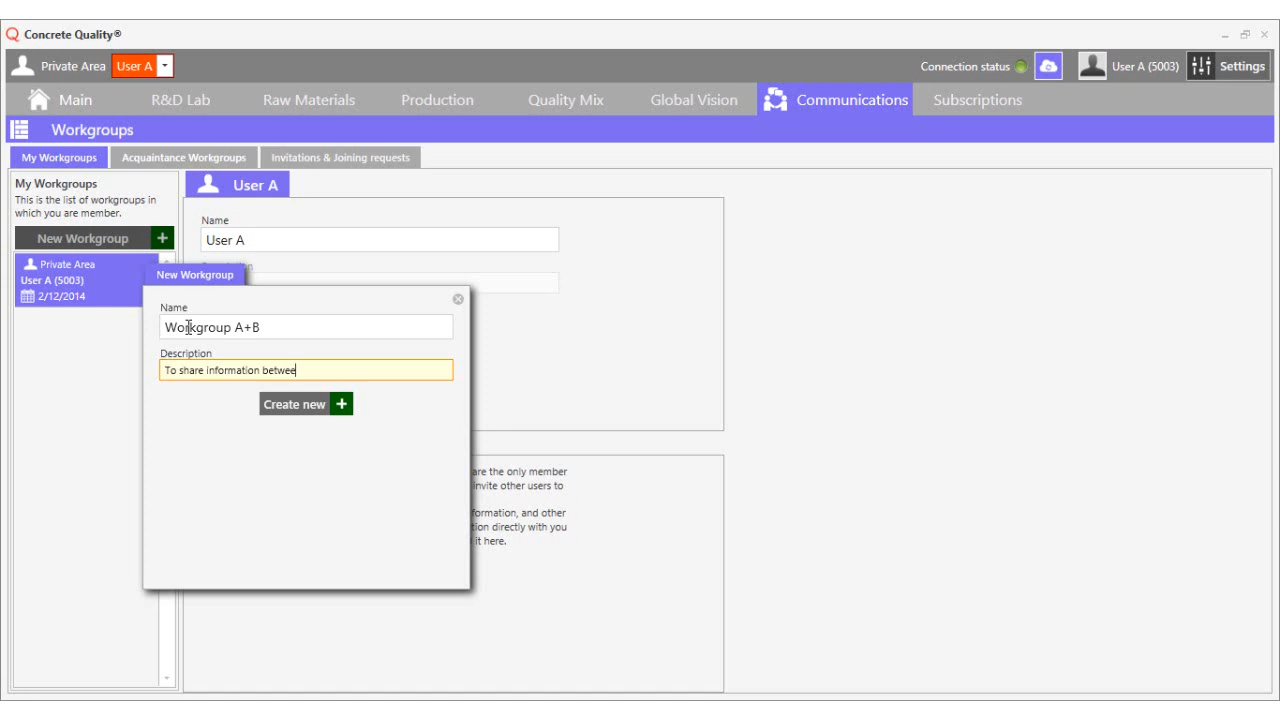 Concrete Quality®
Private Area User A
Connection status
User A (5003)
Settings
Main
R&D Lab
Raw Materials
Production
Quality Mix
Global Vision
Communications
Subscriptions
Workgroups
My Workgroups
Acquaintance Workgroups
Invitations & Joining requests
My Workgroups
This is the list of workgroups in
which you are member.
New Workgroup
Private Area
User A (5003)
2/12/2014
User A
Name
User A
New Workgroup
Name
Workgroup A+B
Description
To share information betwee
Create new
are the only member
invite other users to
formation, and other
tion directly with you
it here.